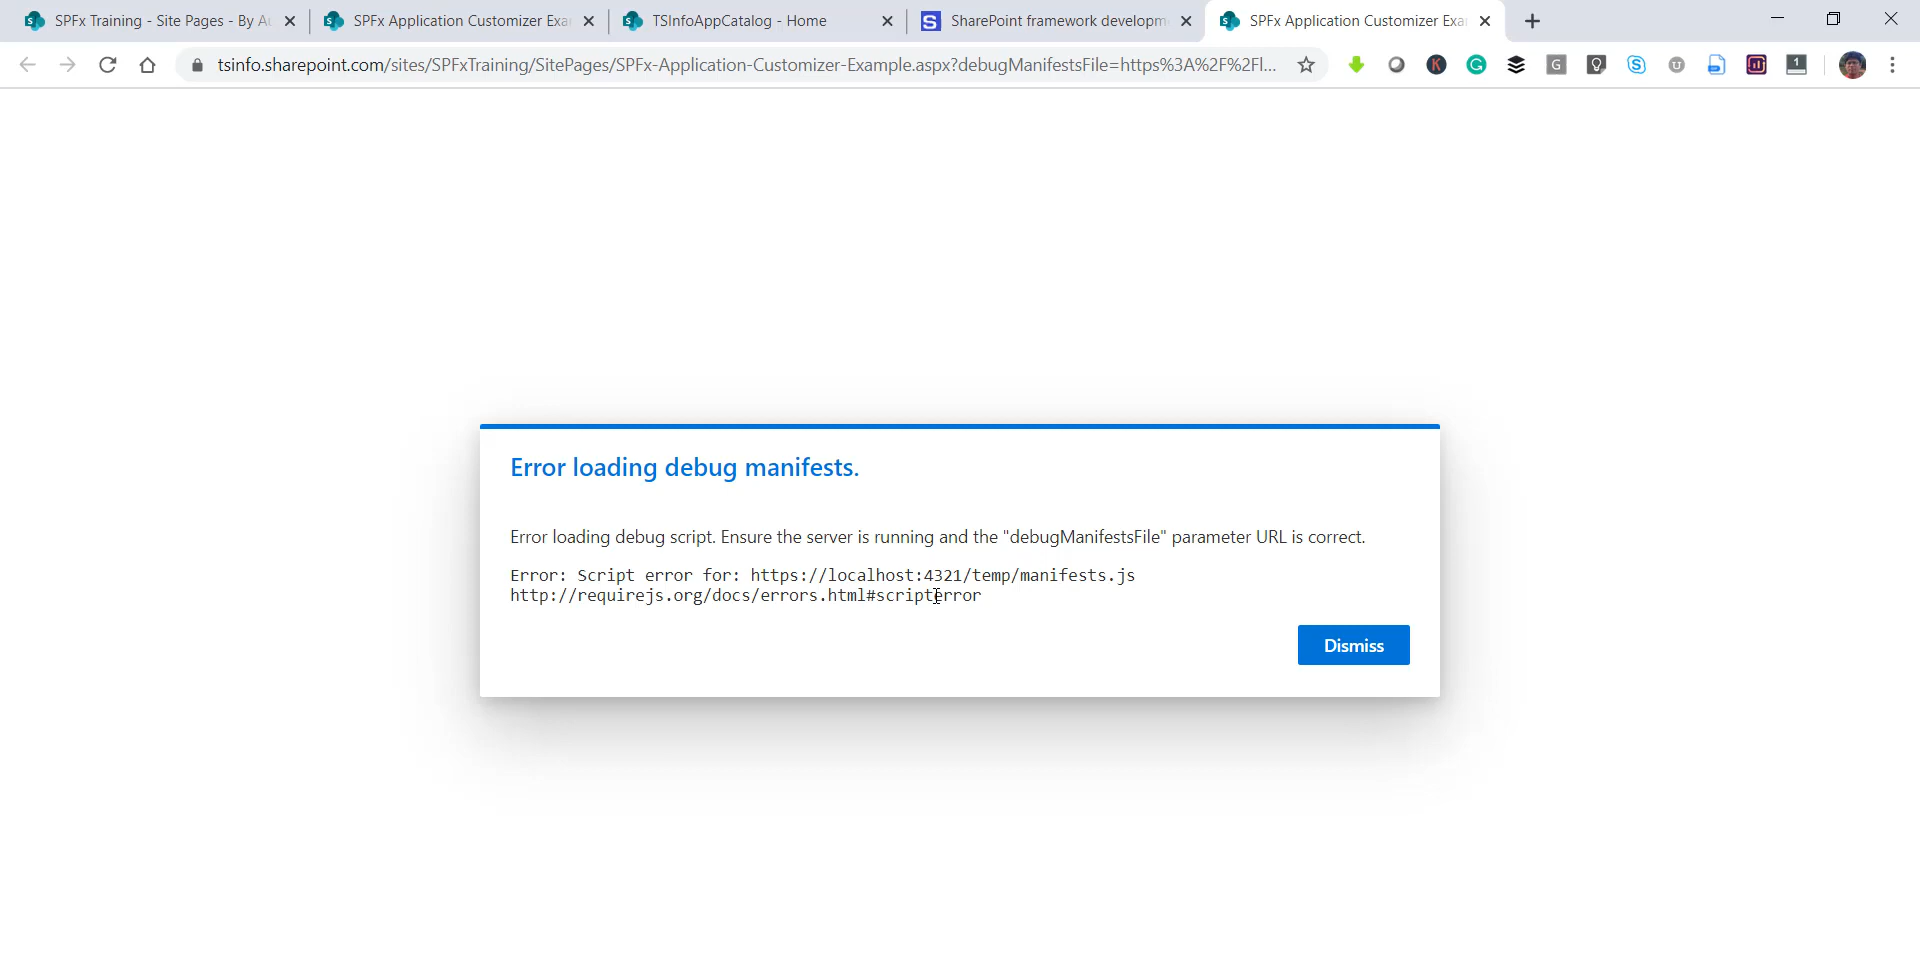 SPFx Training - Site Pages - By Au
SPFx Application Customizer Exa
TSInfoAppCatalog - Home
SharePoint framework developm
SPFx Application Customizer Exa
tsinfo.sharepoint.com/sites/SPFxTraining/SitePages/SPFx-Application-Customizer-Example.aspx?debugManifestsFile=https%3A%2F%2Fl...
Error loading debug manifests.
Error loading debug script. Ensure the server is running and the "debugManifestsFile" parameter URL is correct.
Error: Script error for: https://localhost:4321/temp/manifests.js
http://requirejs.org/docs/errors.html#scripterror
Dismiss